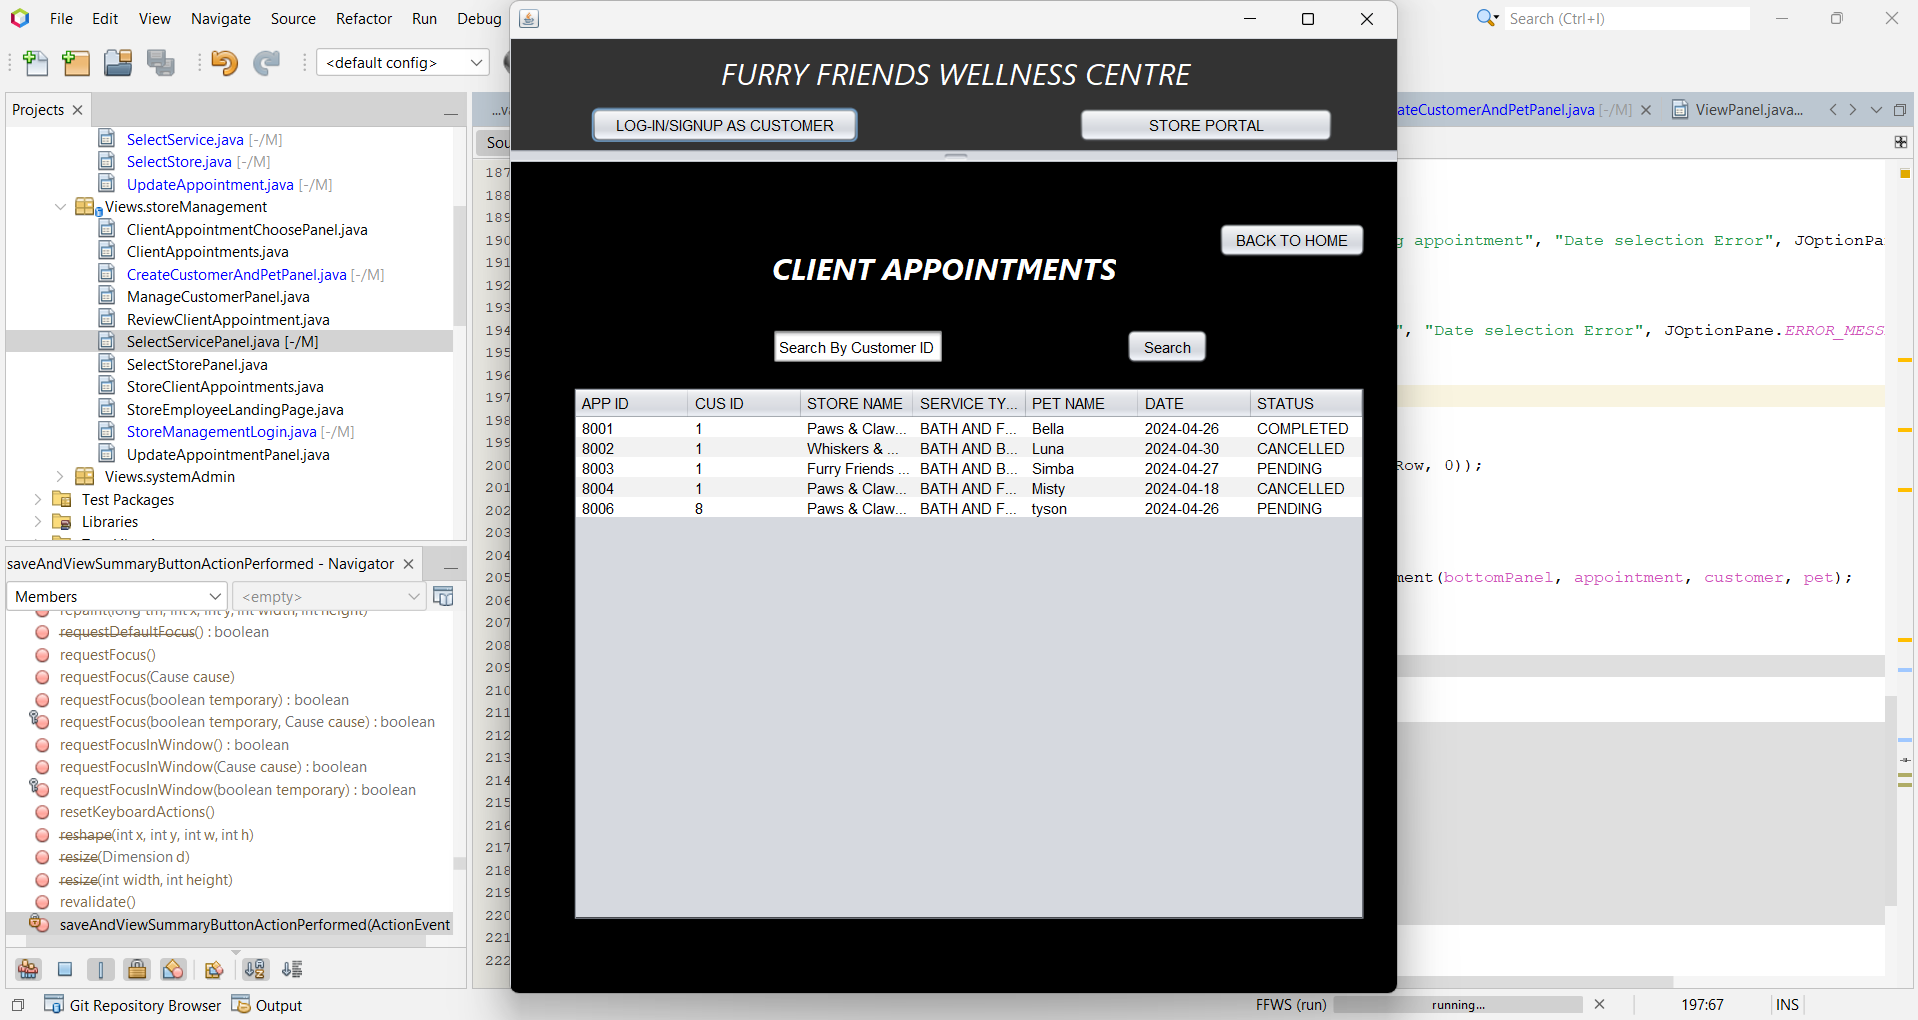 File Edit View Navigate Source Refactor Run Debug
Search (Ctrl+I)
<default config>
FURRY FRIENDS WELLNESS CENTRE
LOG-IN/SIGNUP AS CUSTOMER
STORE PORTAL
BACK TO HOME
CLIENT APPOINTMENTS
Search By Customer ID
Search
APP ID CUS ID STORE NAME SERVICE TY... PET NAME DATE STATUS
8001 1 Paws & Claw... BATH AND F... Bella 2024-04-26 COMPLETED
8002 1 Whiskers & ... BATH AND B... Luna 2024-04-30 CANCELLED
8003 1 Furry Friends ... BATH AND B... Simba 2024-04-27 PENDING
8004 1 Paws & Claw... BATH AND F... Misty 2024-04-18 CANCELLED
8006 8 Paws & Claw... BATH AND F... tyson 2024-04-26 PENDING
Projects
SelectService.java [-/M]
SelectStore.java [-/M]
UpdateAppointment.java [-/M]
Views.storeManagement
ClientAppointmentChoosePanel.java
ClientAppointments.java
CreateCustomerAndPetPanel.java [-/M]
ManageCustomerPanel.java
ReviewClientAppointment.java
SelectServicePanel.java [-/M]
SelectStorePanel.java
StoreClientAppointments.java
StoreEmployeeLandingPage.java
StoreManagementLogin.java [-/M]
UpdateAppointmentPanel.java
Views.systemAdmin
Test Packages
Libraries
saveAndViewSummaryButtonActionPerformed - Navigator
Members
<empty>
repaint(long tm, int x, int y, int width, int height)
requestDefaultFocus() : boolean
requestFocus()
requestFocus(Cause cause)
requestFocus(boolean temporary) : boolean
requestFocus(boolean temporary, Cause cause) : boolean
requestFocusInWindow() : boolean
requestFocusInWindow(Cause cause) : boolean
requestFocusInWindow(boolean temporary) : boolean
resetKeyboardActions()
reshape(int x, int y, int w, int h)
resize(Dimension d)
resize(int width, int height)
revalidate()
saveAndViewSummaryButtonActionPerformed(ActionEvent
Sou
187
188
189
190
191
192
193
194
195
196
197
198
199
200
201
202
203
204
205
206
207
208
209
210
211
212
213
214
215
216
217
218
219
220
221
222
ateCustomerAndPetPanel.java [-/M] ViewPanel.java...
g appointment", "Date selection Error", JOptionPa
", "Date selection Error", JOptionPane.ERROR_MESS
Row, 0));
ment(bottomPanel, appointment, customer, pet);
Git Repository Browser Output
FFWS (run) running... 197:67 INS